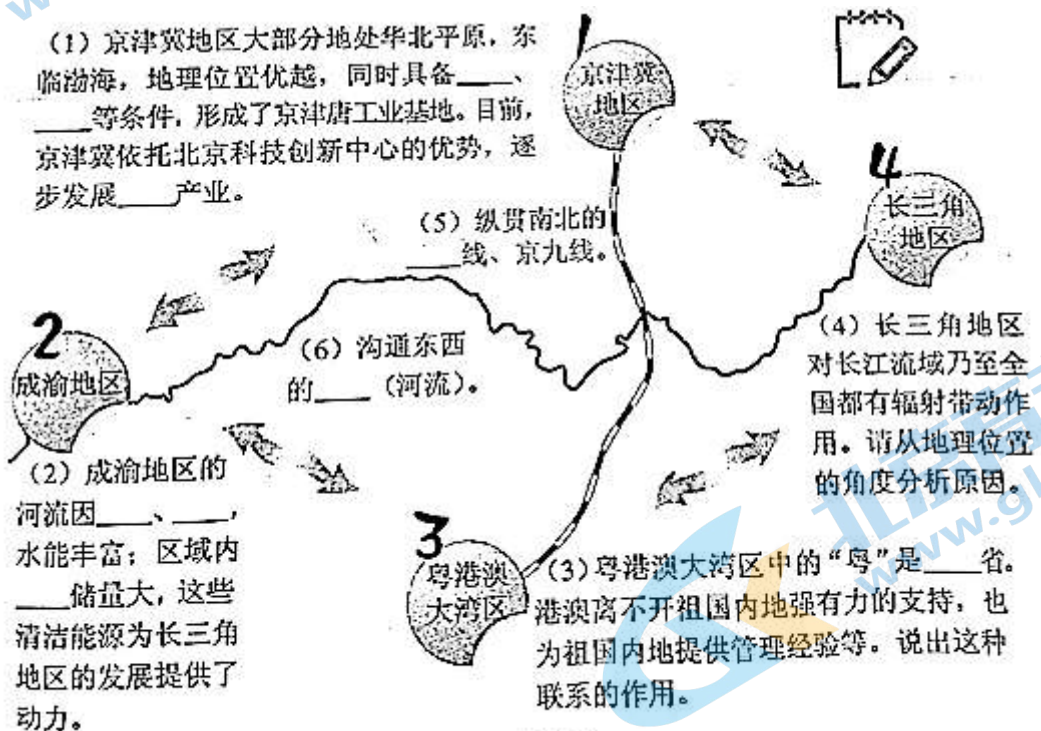 (1) 京津冀地区大部分地处华北平原，东
临渤海，地理位置优越，同时具备____、
____等条件，形成了京津唐工业基地。目前，
京津冀依托北京科技创新中心的优势，逐
步发展____产业。
1
京津冀
地区
4
长三角
地区
(5) 纵贯南北的
____线、京九线。
2
成渝地区
(6) 沟通东西
的____（河流）。
(4) 长三角地区
对长江流域乃至全
国都有辐射带动作
用。请从地理位置
的角度分析原因。
(2) 成渝地区的
河流因____、____，
水能丰富；区域内
____储量大，这些
清洁能源为长三角
地区的发展提供了
动力。
3
粤港澳
大湾区
(3) 粤港澳大湾区中的“粤”是____省。
港澳离不开祖国内地强有力的支持，也
为祖国内地提供管理经验等。说出这种
联系的作用。
www.g